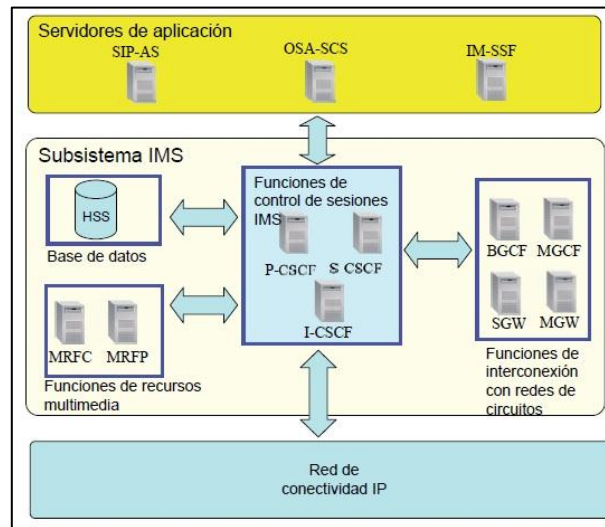 Servidores de aplicación
SIP-AS
OSA-SCS
IM-SSF
Subsistema IMS
HSS
Base de datos
MRFC
MRFP
Funciones de recursos
multimedia
Funciones de
control de sesiones
IMS
P-CSCF
S CSCF
I-CSCF
BGCF
MGCF
SGW
MGW
Funciones de
interconexión
con redes de
circuitos
Red de
conectividad IP